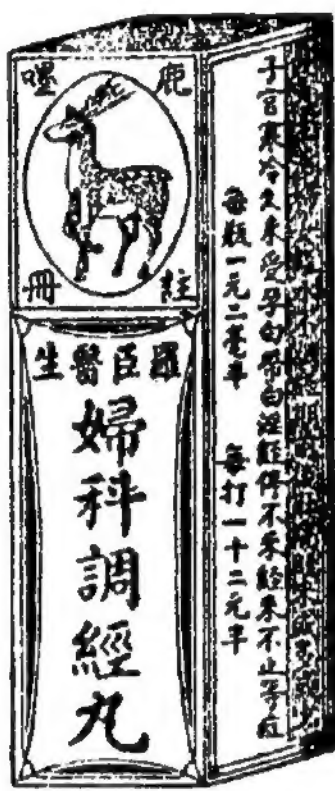 鹿嘜
註冊
羅臣醫生
婦科調經丸
子宮寒冷久未受孕白帶白淫經停不來經來不止等症
每瓶一元二毫半 每打一十二元半